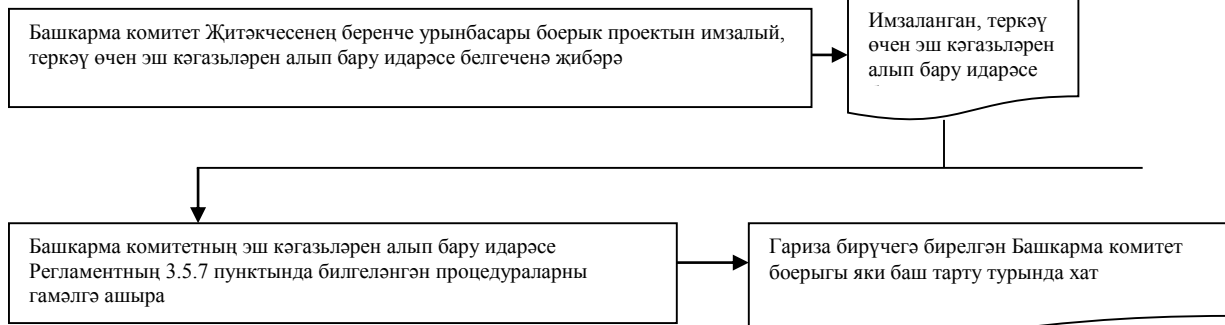 Башкарма комитет Җитәкчесенең беренче урынбасары боерык проектын имзалый,
теркәү өчен эш кәгазьләрен алып бару идарәсе белгеченә җибәрә
Имзаланган, теркәү
өчен эш кәгазьләрен
алып бару идарәсе
Башкарма комитетның эш кәгазьләрен алып бару идарәсе
Регламентның 3.5.7 пунктында билгеләнгән процедураларны
гамәлгә ашыра
Гариза бирүчегә бирелгән Башкарма комитет
боерыгы яки баш тарту турында хат